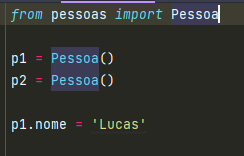 from pessoas import Pessoa
p1 = Pessoa()
p2 = Pessoa()
p1.nome = 'Lucas'